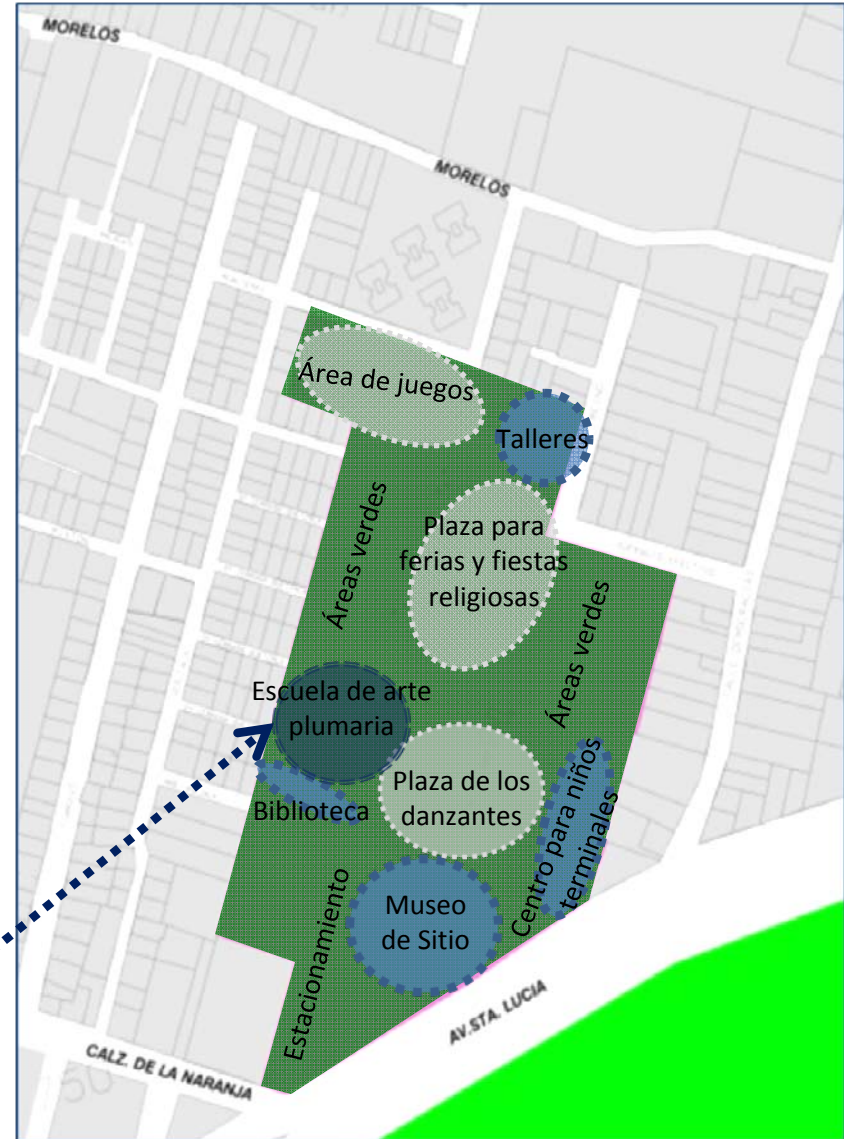 MORELOS
MORELOS
Área de juegos
Talleres
Áreas verdes
Plaza para
ferias y fiestas
religiosas
Áreas verdes
Escuela de arte
plumaria
Plaza de los
danzantes
Biblioteca
Centro para niños
terminales
Museo
de Sitio
Estacionamiento
AV.STA. LUCIA
CALZ. DE LA NARANJA
50